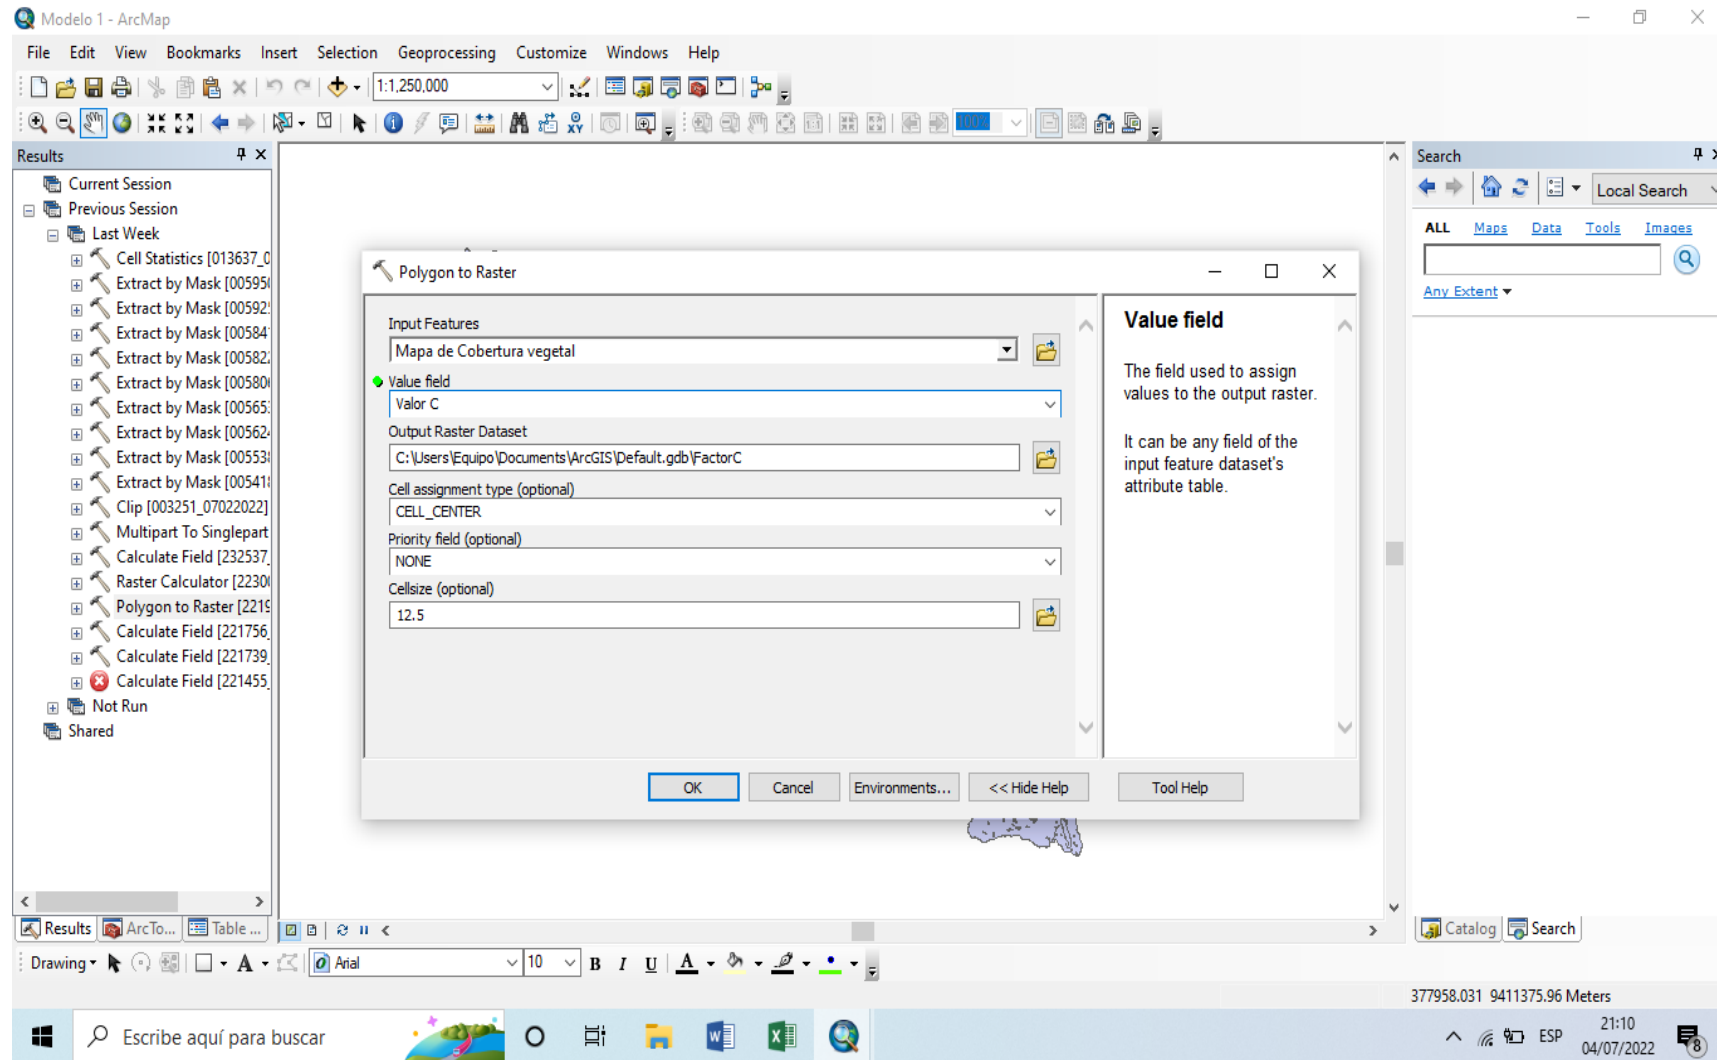 Modelo 1 - ArcMap
File Edit View Bookmarks Insert Selection Geoprocessing Customize Windows Help
1:1,250,000
100%
Results
Current Session
Previous Session
Last Week
Cell Statistics [013637_0
Extract by Mask [00595
Extract by Mask [00592
Extract by Mask [00584
Extract by Mask [00582
Extract by Mask [00580
Extract by Mask [00565
Extract by Mask [00562
Extract by Mask [00553
Extract by Mask [00541
Clip [003251_07022022]
Multipart To Singlepart
Calculate Field [232537_
Raster Calculator [2230
Polygon to Raster [2219
Calculate Field [221756_
Calculate Field [221739_
Calculate Field [221455_
Not Run
Shared
Polygon to Raster
Input Features
Mapa de Cobertura vegetal
Value field
Valor C
Output Raster Dataset
C:\Users\Equipo\Documents\ArcGIS\Default.gdb\FactorC
Cell assignment type (optional)
CELL_CENTER
Priority field (optional)
NONE
Cellsize (optional)
12.5
Value field
The field used to assign
values to the output raster.
It can be any field of the
input feature dataset's
attribute table.
OK Cancel Environments... << Hide Help Tool Help
Search
Local Search
ALL Maps Data Tools Images
Any Extent
Results ArcTo... Table ...
Catalog Search
Drawing A Arial 10 B I U A
377958.031 9411375.96 Meters
Escribe aquí para buscar
ESP
21:10
04/07/2022
8